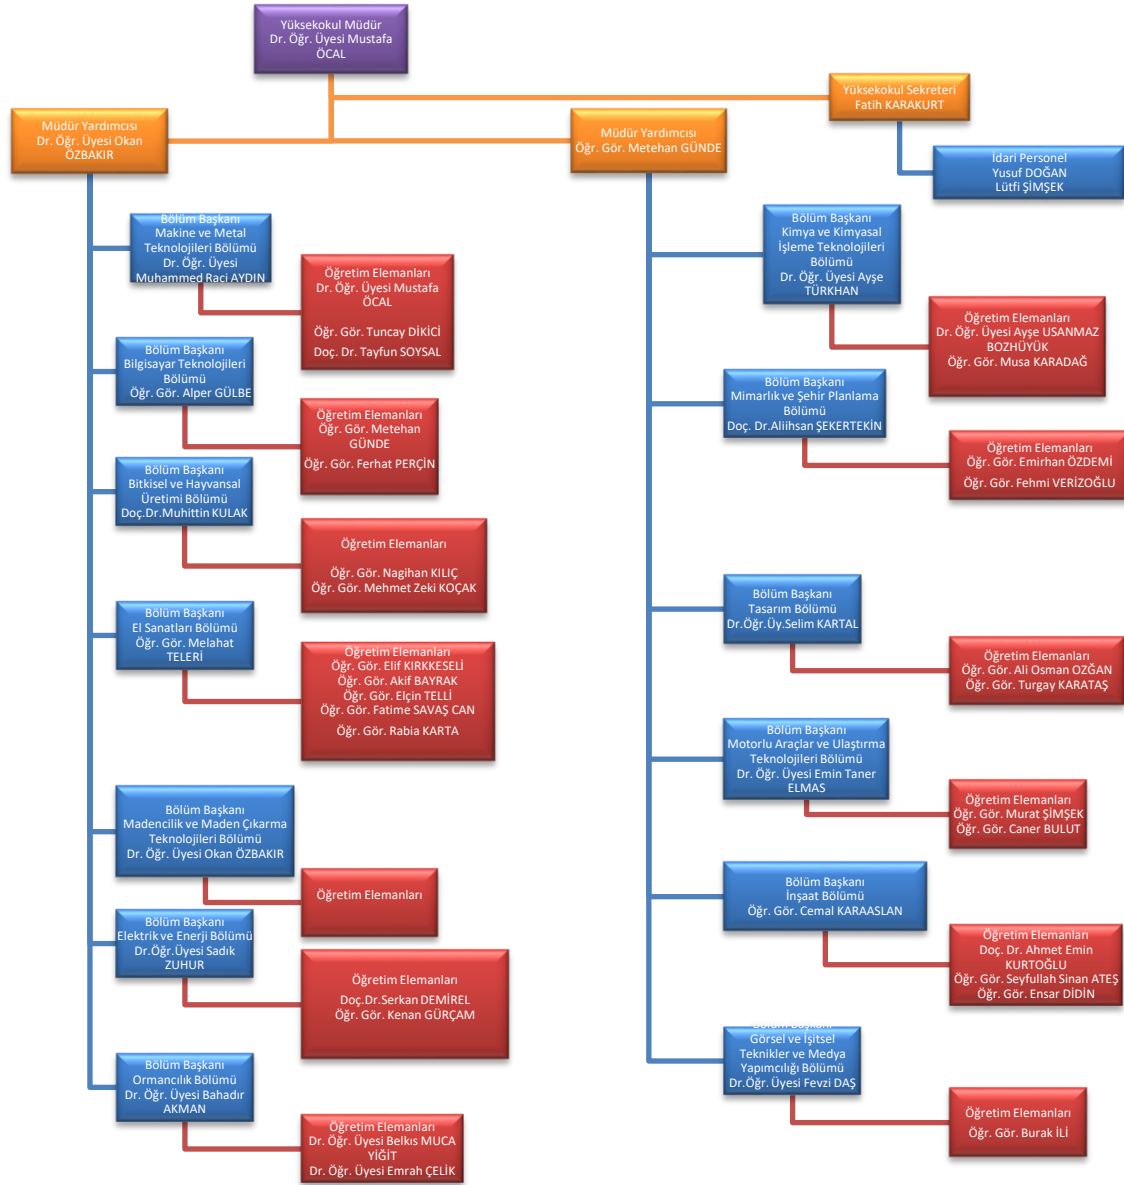 Yüksekokul Müdür
Dr. Öğr. Üyesi Mustafa
ÖCAL
Yüksekokul Sekreteri
Fatih KARAKURT
Müdür Yardımcısı
Dr. Öğr. Üyesi Okan
ÖZBAKIR
Müdür Yardımcısı
Öğr. Gör. Metehan GÜNDE
İdari Personel
Yusuf DOĞAN
Lütfi ŞİMŞEK
Bölüm Başkanı
Makine ve Metal
Teknolojileri Bölümü
Dr. Öğr. Üyesi
Muhammed Raci AYDIN
Öğretim Elemanları
Dr. Öğr. Üyesi Mustafa
ÖCAL
Öğr. Gör. Tuncay DİKİCİ
Doç. Dr. Tayfun SOYSAL
Bölüm Başkanı
Bilgisayar Teknolojileri
Bölümü
Öğr. Gör. Alper GÜLBE
Öğretim Elemanları
Öğr. Gör. Metehan
GÜNDE
Öğr. Gör. Ferhat PERÇİN
Bölüm Başkanı
Bitkisel ve Hayvansal
Üretimi Bölümü
Doç.Dr.Muhittin KULAK
Öğretim Elemanları
Öğr. Gör. Nagihan KILIÇ
Öğr. Gör. Mehmet Zeki KOÇAK
Bölüm Başkanı
El Sanatları Bölümü
Öğr. Gör. Melahat
TELERİ
Öğretim Elemanları
Öğr. Gör. Elif KIRKKESELİ
Öğr. Gör. Akif BAYRAK
Öğr. Gör. Elçin TELLİ
Öğr. Gör. Fatime SAVAŞ CAN
Öğr. Gör. Rabia KARTA
Bölüm Başkanı
Madencilik ve Maden Çıkarma
Teknolojileri Bölümü
Dr. Öğr. Üyesi Okan ÖZBAKIR
Öğretim Elemanları
Bölüm Başkanı
Elektrik ve Enerji Bölümü
Dr.Öğr.Üyesi Sadık
ZUHUR
Öğretim Elemanları
Doç.Dr.Serkan DEMİREL
Öğr. Gör. Kenan GÜRÇAM
Bölüm Başkanı
Ormancılık Bölümü
Dr. Öğr. Üyesi Bahadır
AKMAN
Öğretim Elemanları
Dr. Öğr. Üyesi Belkıs MUCA
YİĞİT
Dr. Öğr. Üyesi Emrah ÇELİK
Bölüm Başkanı
Kimya ve Kimyasal
İşleme Teknolojileri
Bölümü
Dr. Öğr. Üyesi Ayşe
TÜRKHAN
Öğretim Elemanları
Dr. Öğr. Üyesi Ayşe USANMAZ
BOZHÜYÜK
Öğr. Gör. Musa KARADAĞ
Bölüm Başkanı
Mimarlık ve Şehir Planlama
Bölümü
Doç. Dr.Aliihsan ŞEKERTEKİN
Öğretim Elemanları
Öğr. Gör. Emirhan ÖZDEMİ
Öğr. Gör. Fehmi VERİZOĞLU
Bölüm Başkanı
Tasarım Bölümü
Dr.Öğr.Üy.Selim KARTAL
Öğretim Elemanları
Öğr. Gör. Ali Osman OZĞAN
Öğr. Gör. Turgay KARATAŞ
Bölüm Başkanı
Motorlu Araçlar ve Ulaştırma
Teknolojileri Bölümü
Dr. Öğr. Üyesi Emin Taner
ELMAS
Öğretim Elemanları
Öğr. Gör. Murat ŞİMŞEK
Öğr. Gör. Caner BULUT
Bölüm Başkanı
İnşaat Bölümü
Öğr. Gör. Cemal KARAASLAN
Öğretim Elemanları
Doç. Dr. Ahmet Emin
KURTOĞLU
Öğr. Gör. Seyfullah Sinan ATEŞ
Öğr. Gör. Ensar DİDİN
Bölüm Başkanı
Görsel ve İşitsel
Teknikler ve Medya
Yapımcılığı Bölümü
Dr.Öğr. Üyesi Fevzi DAŞ
Öğretim Elemanları
Öğr. Gör. Burak İLİ